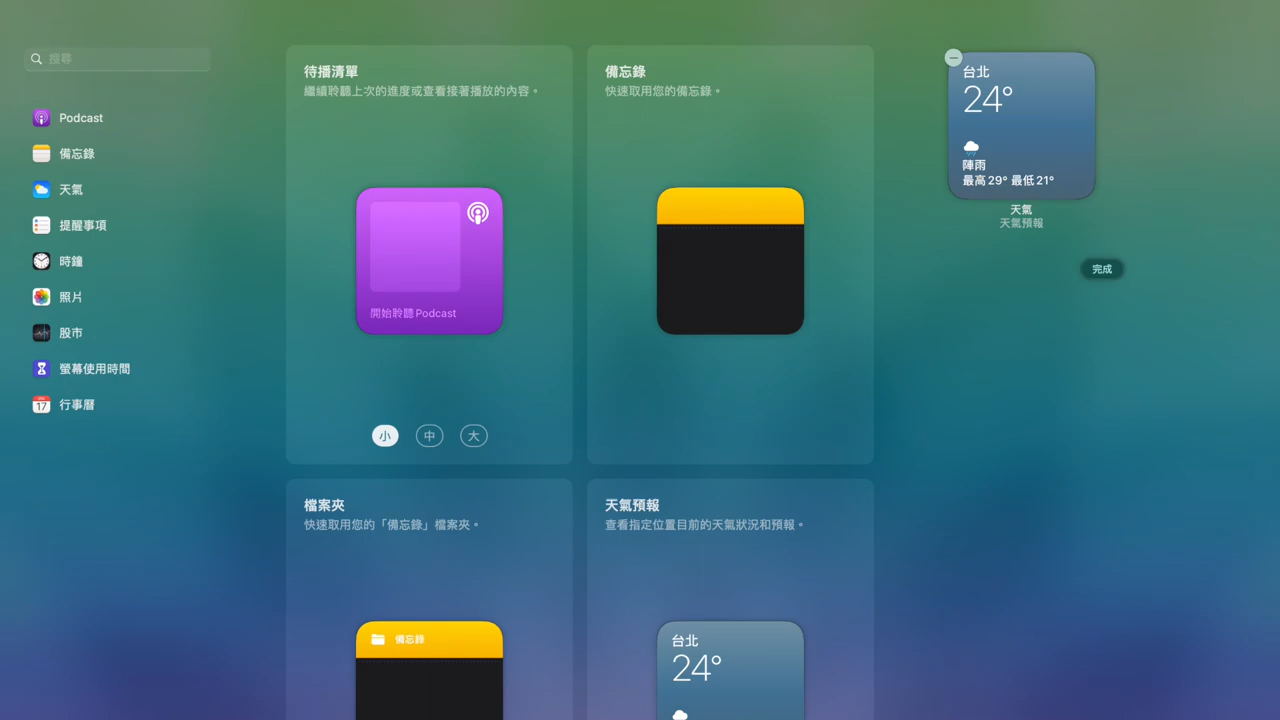 搜尋
Podcast
備忘錄
天氣
提醒事項
時鐘
照片
股市
螢幕使用時間
17
行事曆
待播清單
繼續聆聽上次的進度或查看接著播放的內容。
開始聆聽 Podcast
小
中
大
備忘錄
快速取用您的備忘錄。
檔案夾
快速取用您的「備忘錄」檔案夾。
備忘錄
天氣預報
查看指定位置目前的天氣狀況和預報。
台北
24°
台北
24°
陣雨
最高 29° 最低 21°
天氣
天氣預報
完成